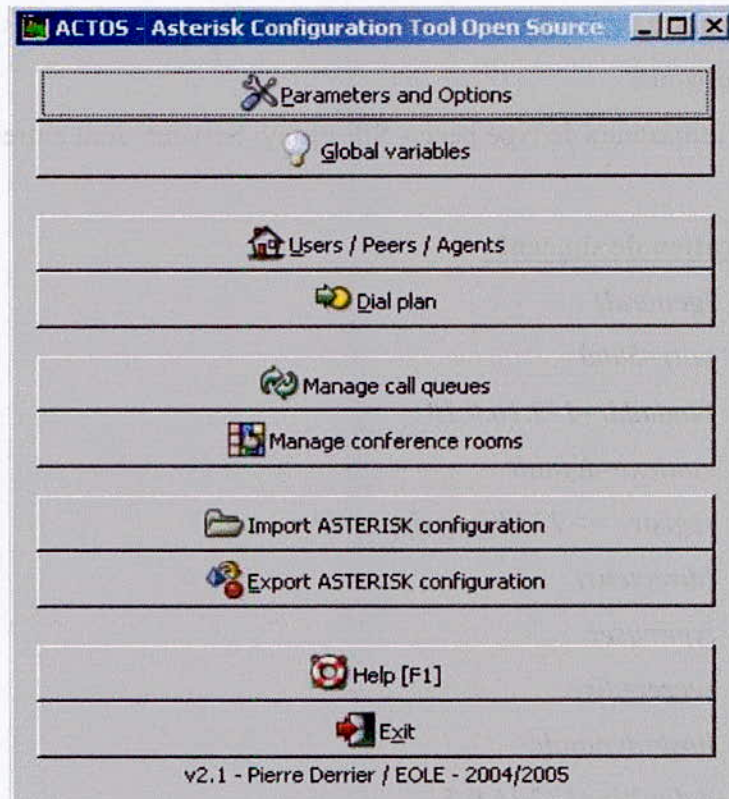 ACTOS - Asterisk Configuration Tool Open Source
Parameters and Options
Global variables
Users / Peers / Agents
Dial plan
Manage call queues
Manage conference rooms
Import ASTERISK configuration
Export ASTERISK configuration
Help [F1]
Exit
v2.1 - Pierre Derrier / EOLE - 2004/2005